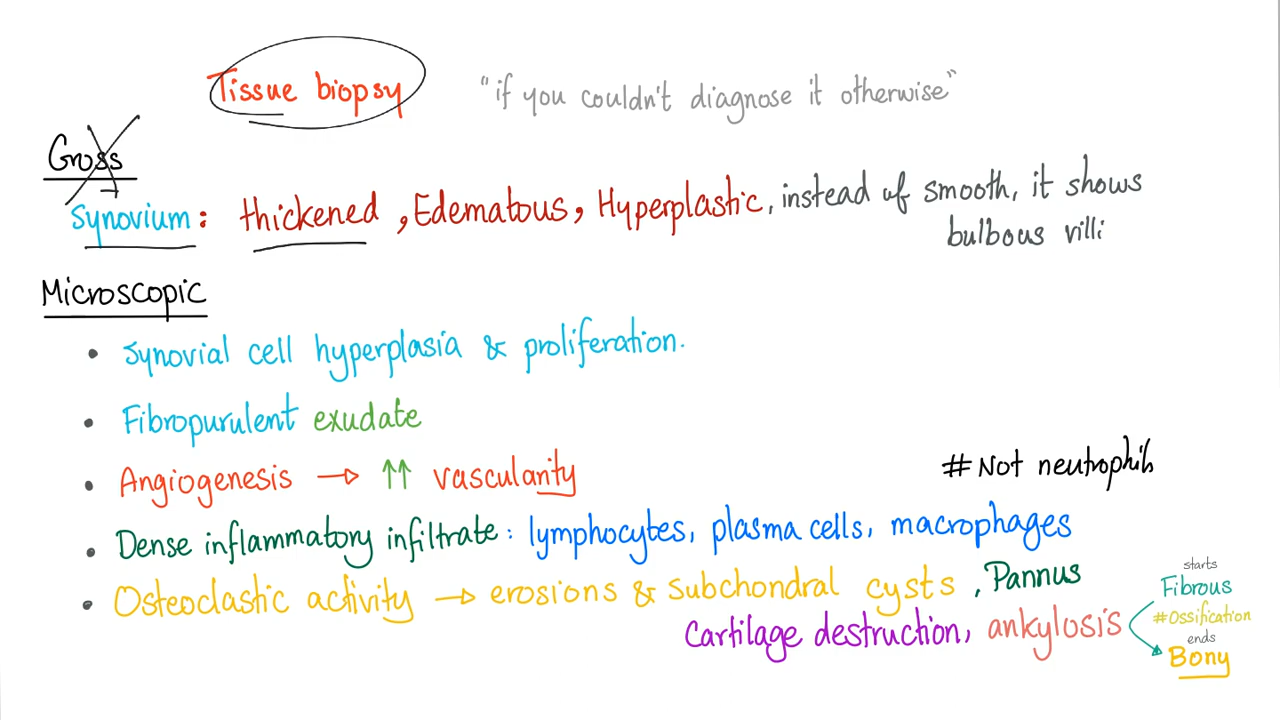 Tissue biopsy "if you couldn't diagnose it otherwise"
Gross
Synovium: thickened, Edematous, Hyperplastic, instead of smooth, it shows
bulbous villi
Microscopic
• Synovial cell hyperplasia & proliferation.
• Fibropurulent exudate
• Angiogenesis → ↑↑ vascularity
#Not neutrophils
• Dense inflammatory infiltrate: lymphocytes, plasma cells, macrophages
• Osteoclastic activity → erosions & subchondral cysts, Pannus
Cartilage destruction, ankylosis
starts
Fibrous
#Ossification
ends
Bony